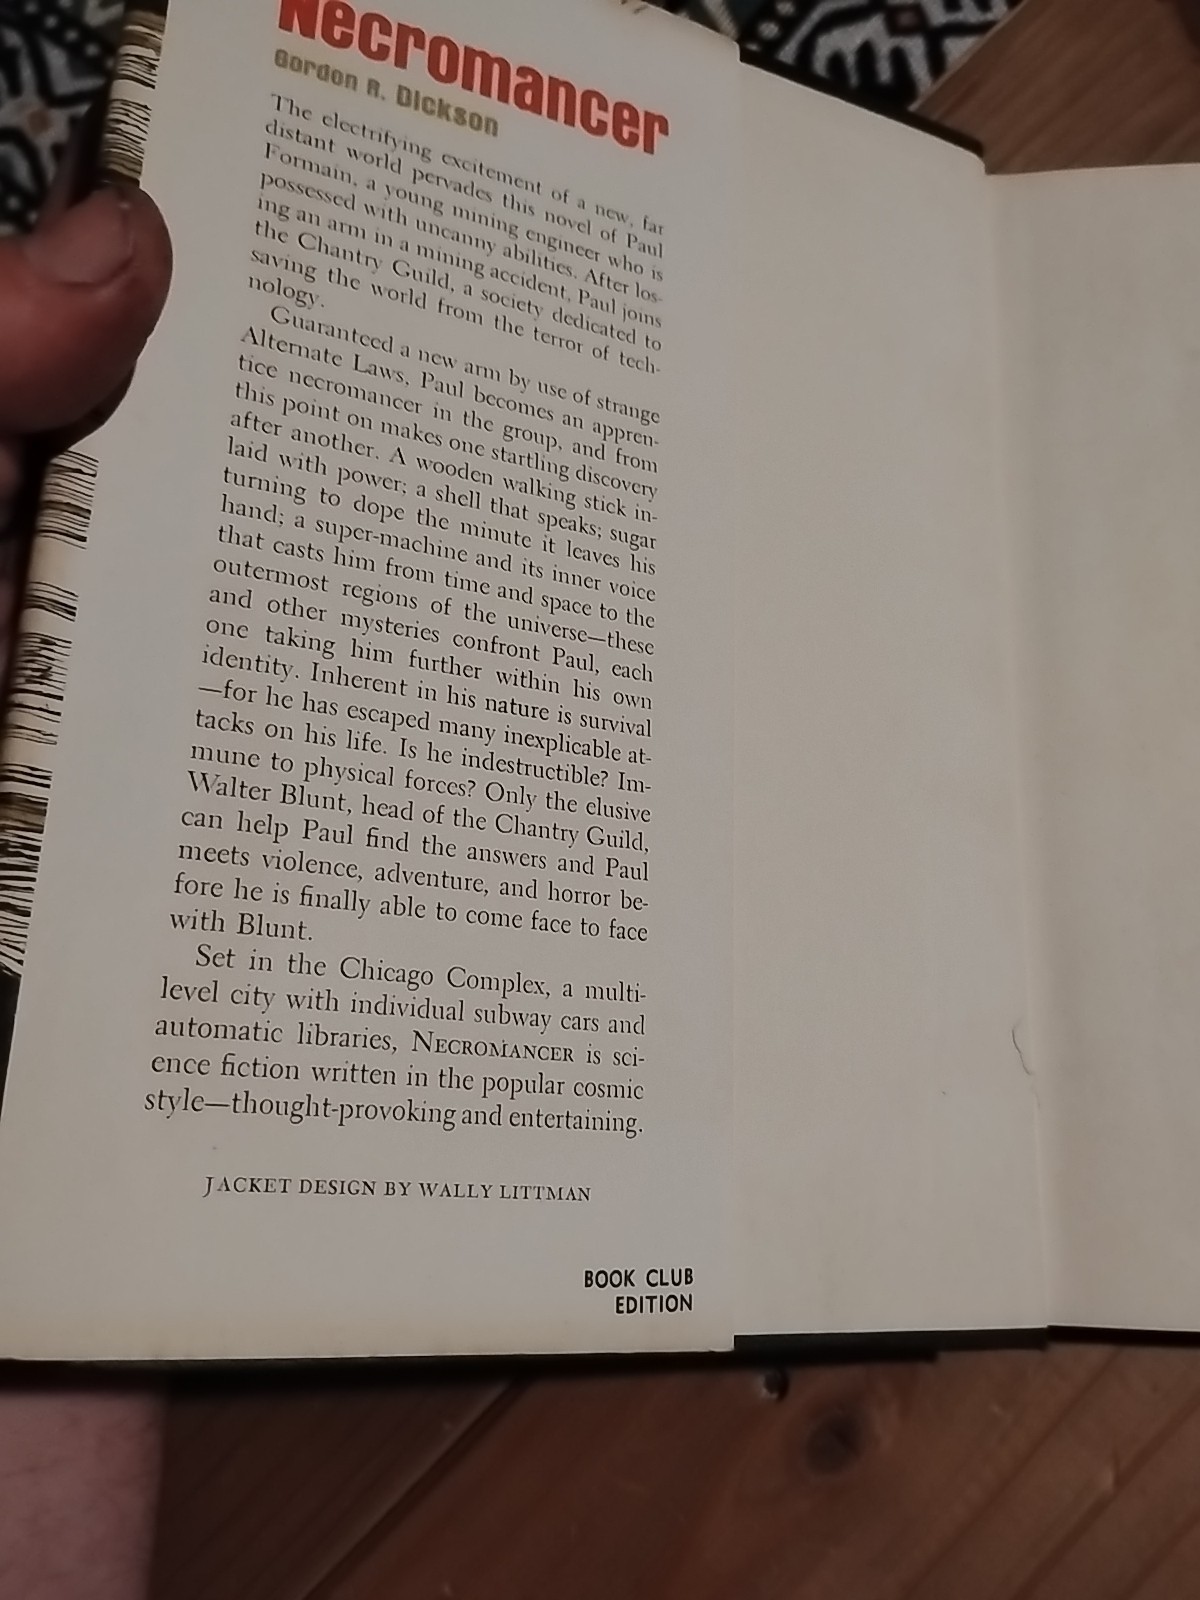 Necromancer
Gordon R. Dickson
The electrifying excitement of a new, far
distant world pervades this novel of Paul
Formain, a young mining engineer who is
possessed with uncanny abilities. After los-
ing an arm in a mining accident, Paul joins
the Chantry Guild, a society dedicated to
saving the world from the terror of tech-
nology.
Guaranteed a new arm by use of strange
Alternate Laws, Paul becomes an appren-
tice necromancer in the group, and from
this point on makes one startling discovery
after another. A wooden walking stick in-
laid with power; a shell that speaks; sugar
turning to dope the minute it leaves his
hand; a super-machine and its inner voice
that casts him from time and space to the
outermost regions of the universe—these
and other mysteries confront Paul, each
one taking him further within his own
identity. Inherent in his nature is survival
—for he has escaped many inexplicable at-
tacks on his life. Is he indestructible? Im-
mune to physical forces? Only the elusive
Walter Blunt, head of the Chantry Guild,
can help Paul find the answers and Paul
meets violence, adventure, and horror be-
fore he is finally able to come face to face
with Blunt.
Set in the Chicago Complex, a multi-
level city with individual subway cars and
automatic libraries, NECROMANCER is sci-
ence fiction written in the popular cosmic
style—thought-provoking and entertaining.
JACKET DESIGN BY WALLY LITTMAN
BOOK CLUB
EDITION